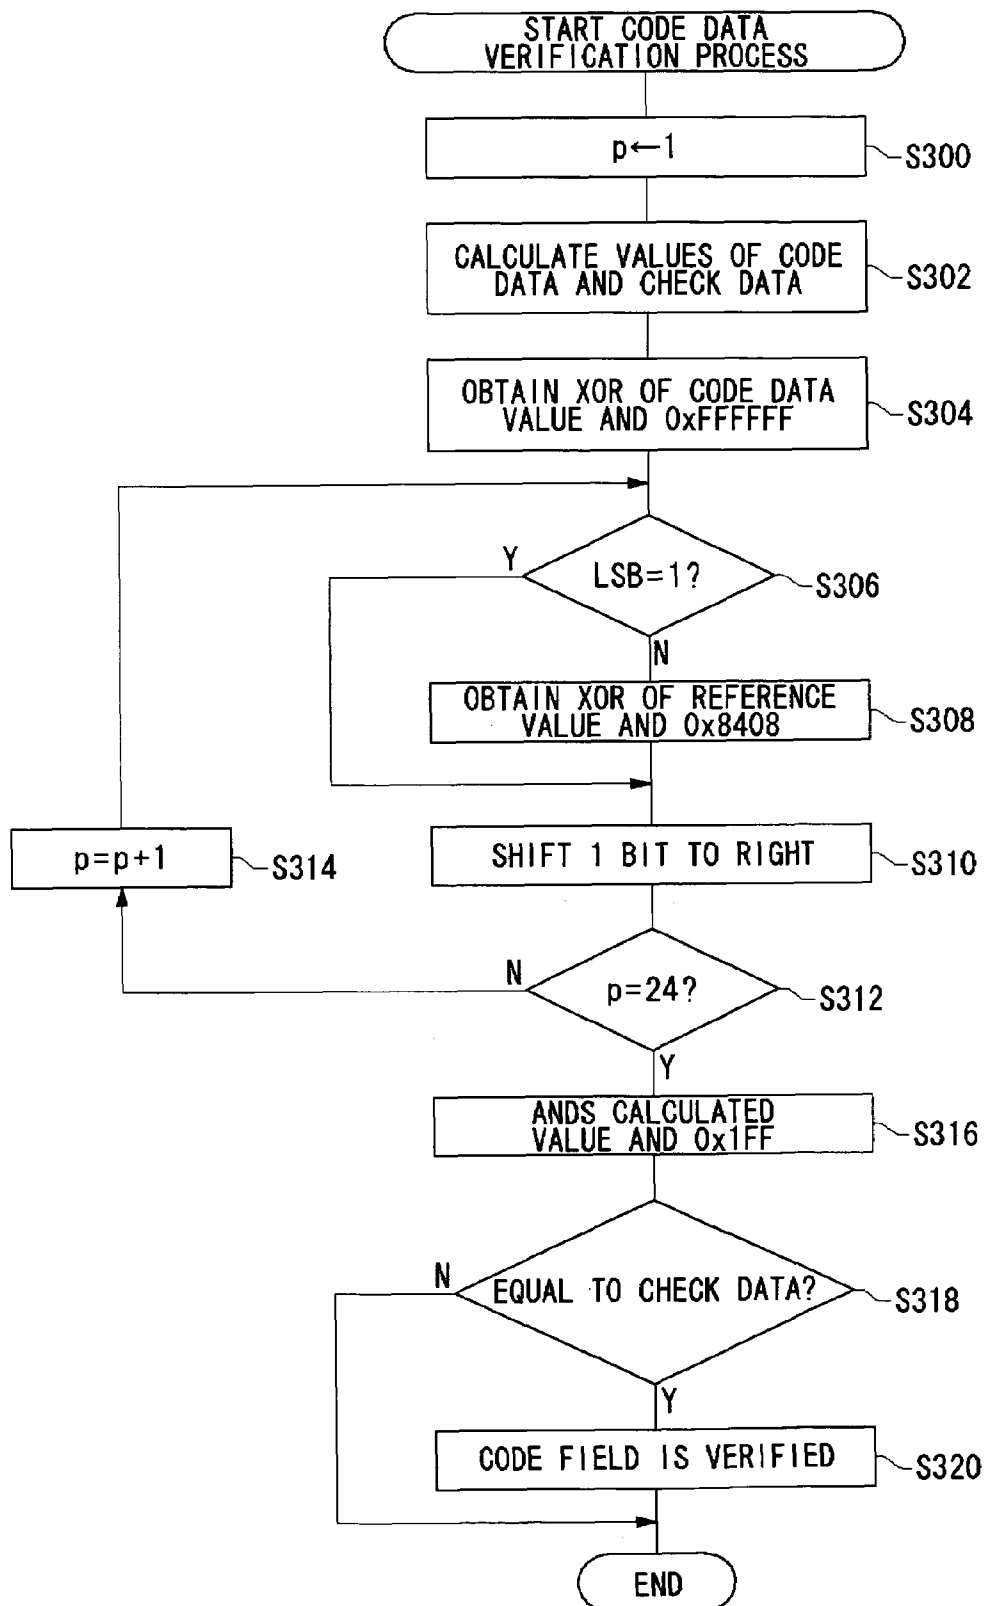 START CODE DATA
VERIFICATION PROCESS
p←1
S300
CALCULATE VALUES OF CODE
DATA AND CHECK DATA
S302
OBTAIN XOR OF CODE DATA
VALUE AND 0xFFFFFF
S304
Y
LSB=1?
S306
N
OBTAIN XOR OF REFERENCE
VALUE AND 0x8408
S308
SHIFT 1 BIT TO RIGHT
S310
p=p+1
S314
N
p=24?
S312
Y
ANDS CALCULATED
VALUE AND 0x1FF
S316
N
EQUAL TO CHECK DATA?
S318
Y
CODE FIELD IS VERIFIED
S320
END